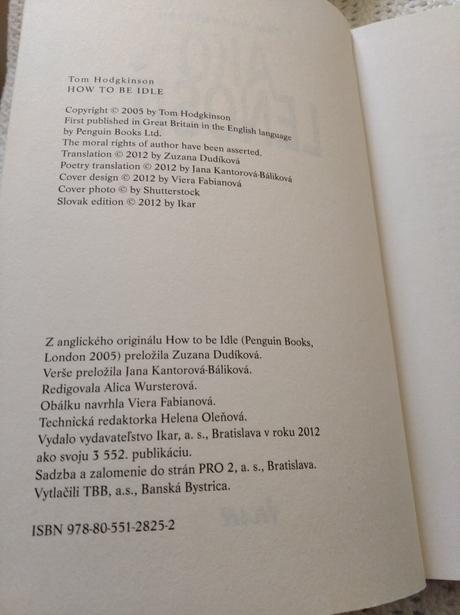 Tom Hodgkinson
HOW TO BE IDLE
Copyright © 2005 by Tom Hodgkinson
First published in Great Britain in the English language
by Penguin Books Ltd.
The moral rights of author have been asserted.
Translation © 2012 by Zuzana Dudíková
Poetry translation © 2012 by Jana Kantorová-Báliková
Cover design © 2012 by Viera Fabianová
Cover photo © by Shutterstock
Slovak edition © 2012 by Ikar
Z anglického originálu How to be Idle (Penguin Books,
London 2005) preložila Zuzana Dudíková.
Verše preložila Jana Kantorová-Báliková.
Redigovala Alica Wursterová.
Obálku navrhla Viera Fabianová.
Technická redaktorka Helena Oleňová.
Vydalo vydavateľstvo Ikar, a. s., Bratislava v roku 2012
ako svoju 3 552. publikáciu.
Sadzba a zalomenie do strán PRO 2, a. s., Bratislava.
Vytlačili TBB, a.s., Banská Bystrica.
ISBN 978-80-551-2825-2